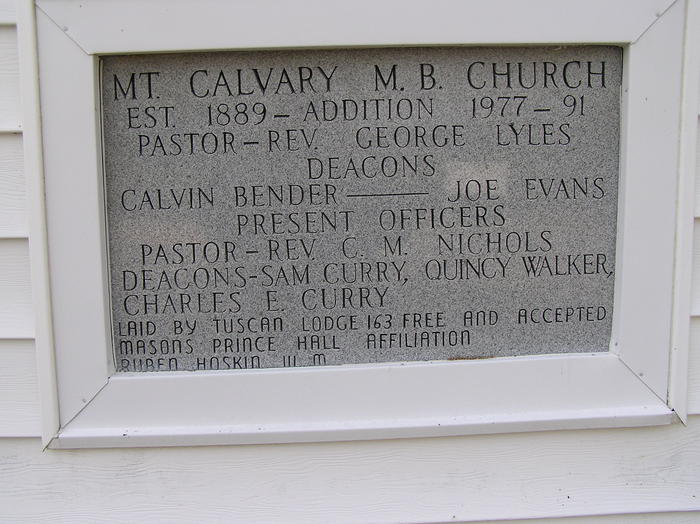 MT. CALVARY M.B. CHURCH
EST. 1889 – ADDITION 1977 – 91
PASTOR – REV. GEORGE LYLES
DEACONS
CALVIN BENDER —— JOE EVANS
PRESENT OFFICERS
PASTOR – REV. C. M. NICHOLS
DEACONS-SAM CURRY, QUINCY WALKER,
CHARLES E. CURRY
LAID BY TUSCAN LODGE 163 FREE AND ACCEPTED
MASONS PRINCE HALL AFFILIATION
RUBEN HOSKIN W. M.